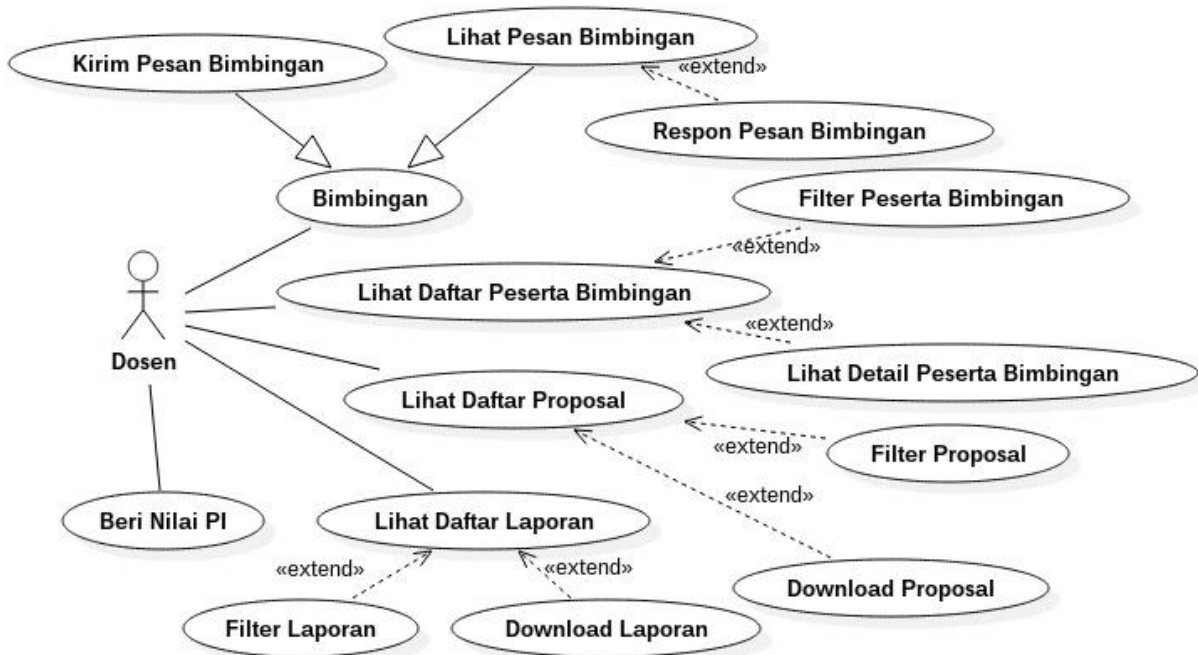 Lihat Pesan Bimbingan
Kirim Pesan Bimbingan
«extend»
Respon Pesan Bimbingan
Bimbingan
Filter Peserta Bimbingan
«extend»
Lihat Daftar Peserta Bimbingan
«extend»
Dosen
Lihat Detail Peserta Bimbingan
Lihat Daftar Proposal
«extend»
Filter Proposal
«extend»
Beri Nilai PI
Lihat Daftar Laporan
«extend»
«extend»
Download Proposal
Filter Laporan
Download Laporan